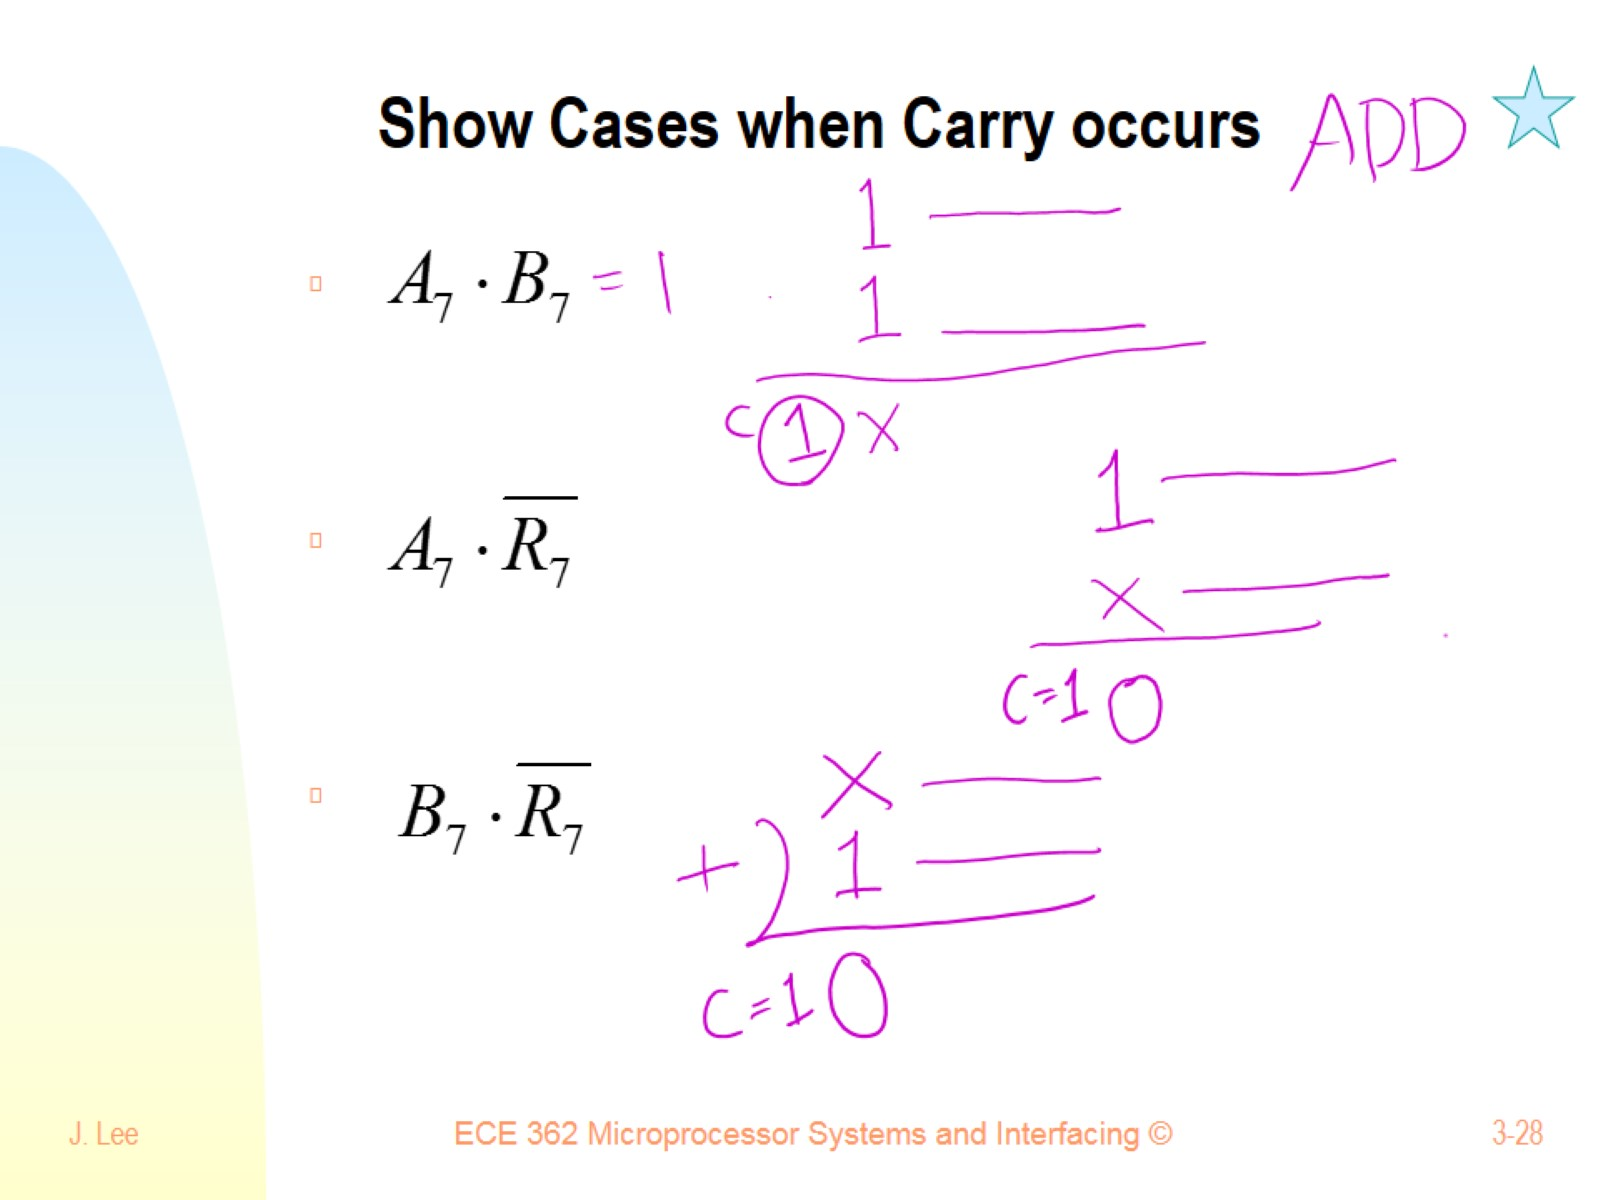 Show Cases when Carry occurs ADD
1
A₇ · B₇ = 1
1
C 1 X
1
A₇ · R̅₇
X
C=1 0
X
B₇ · R̅₇
+ 1
C=1 0
J. Lee ECE 362 Microprocessor Systems and Interfacing © 3-28